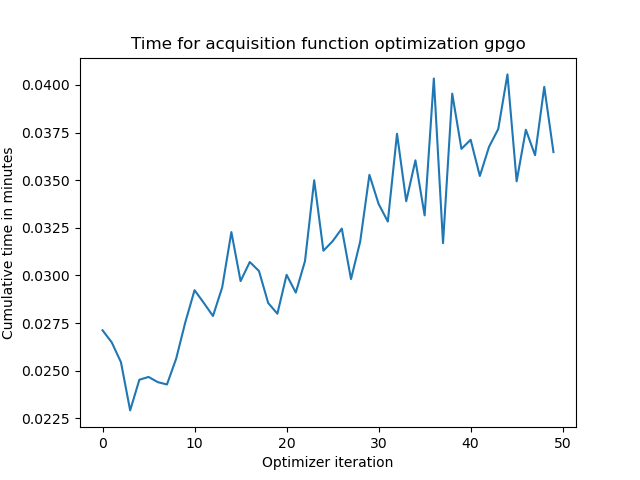 Time for acquisition function optimization gpgo
Cumulative time in minutes
0.0400
0.0375
0.0350
0.0325
0.0300
0.0275
0.0250
0.0225
0 10 20 30 40 50
Optimizer iteration